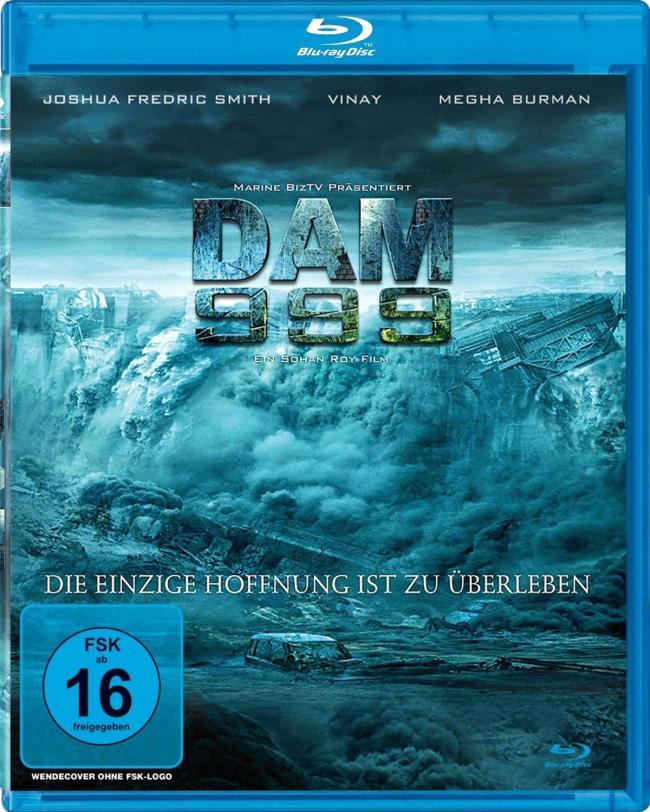 Blu-ray Disc™
JOSHUA FREDRIC SMITH VINAY MEGHA BURMAN
MARINE BIZTV PRÄSENTIERT
DAM
999
EIN SOHAN ROY FILM
DIE EINZIGE HOFFNUNG IST ZU ÜBERLEBEN
FSK
ab
16
freigegeben
WENDECOVER OHNE FSK-LOGO
Blu-ray Disc